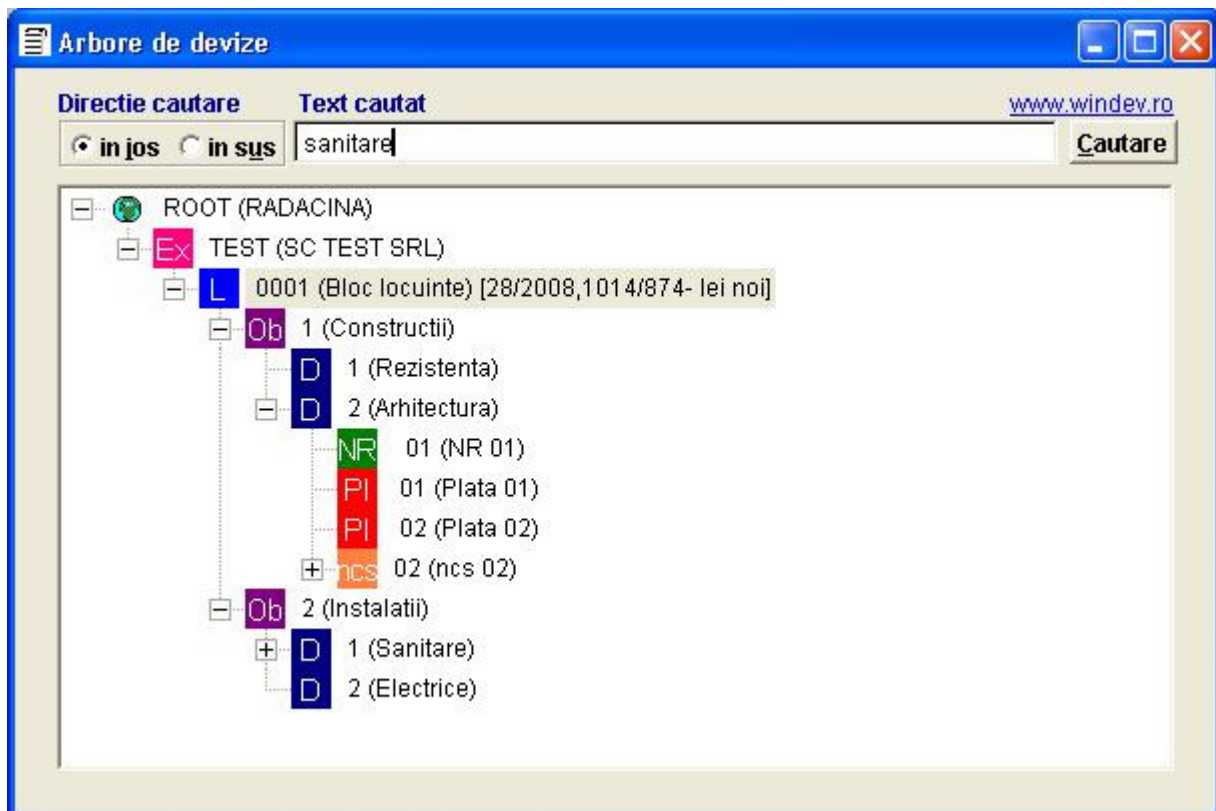 Arbore de devize
Directie cautare Text cautat www.windev.ro
in jos in sus sanitare Cautare
ROOT (RADACINA)
Ex TEST (SC TEST SRL)
L 0001 (Bloc locuinte) [28/2008,1014/874- lei noi]
Ob 1 (Constructii)
D 1 (Rezistenta)
D 2 (Arhitectura)
NR 01 (NR 01)
Pl 01 (Plata 01)
Pl 02 (Plata 02)
ncs 02 (ncs 02)
Ob 2 (Instalatii)
D 1 (Sanitare)
D 2 (Electrice)